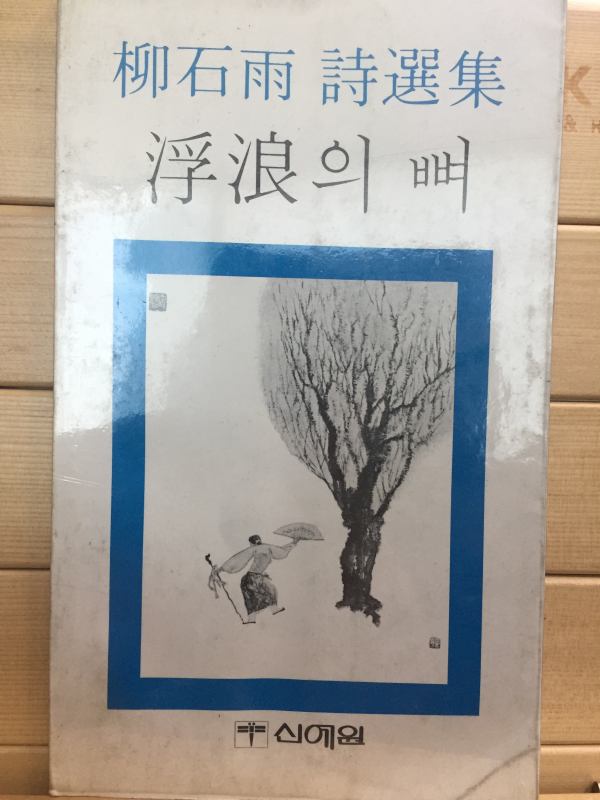 柳石雨 詩選集
浮浪의 뼈
신예원